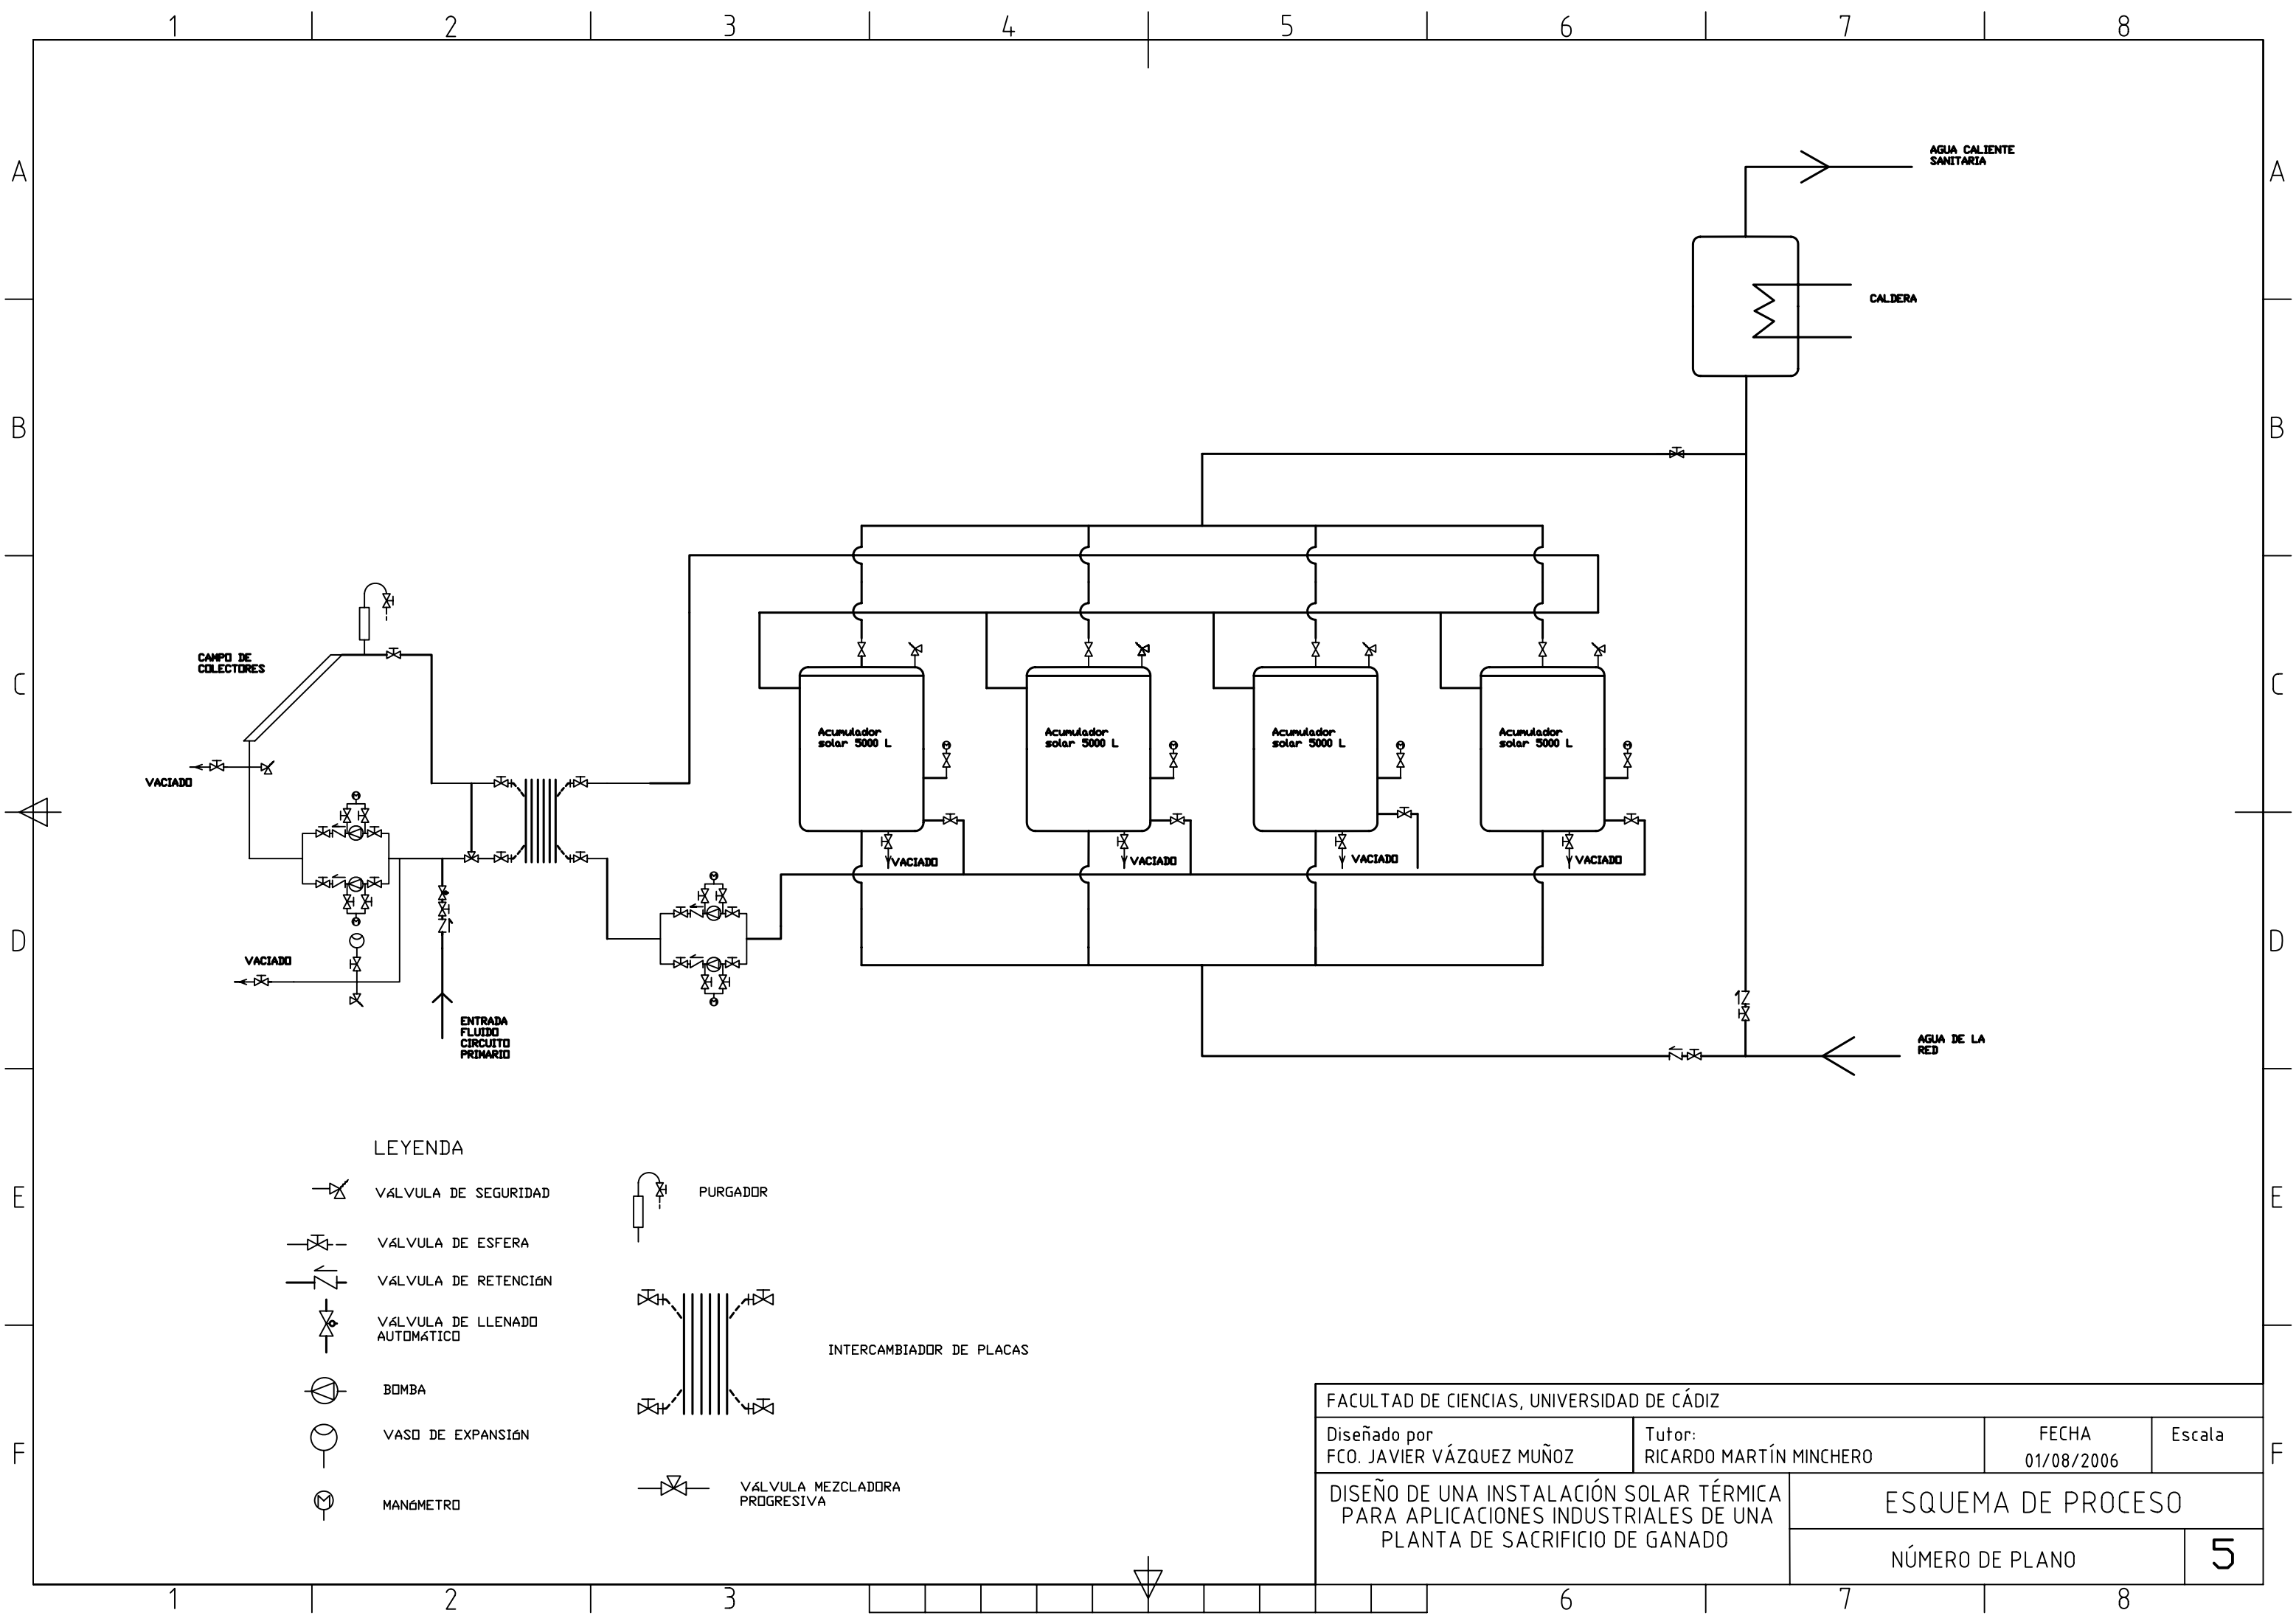 1 2 3 4 5 6 7 8
A A
AGUA CALIENTE
SANITARIA
CALDERA
B B
CAMPO DE
COLECTORES
C C
Acumulador
solar 5000 L
Acumulador
solar 5000 L
Acumulador
solar 5000 L
Acumulador
solar 5000 L
VACIADO
M
M
M
M
M
VACIADO
VACIADO
VACIADO
VACIADO
M
M
M
D D
VACIADO
M
ENTRADA
FLUIDO
CIRCUITO
PRIMARIO
AGUA DE LA
RED
LEYENDA
E E
VáLVULA DE SEGURIDAD
PURGADOR
VáLVULA DE ESFERA
VáLVULA DE RETENCIóN
VáLVULA DE LLENADO
AUTOMáTICO
INTERCAMBIADOR DE PLACAS
BOMBA
VASO DE EXPANSIóN
M
MANóMETRO
VáLVULA MEZCLADORA
PROGRESIVA
F F
FACULTAD DE CIENCIAS, UNIVERSIDAD DE CÁDIZ
Diseñado por
FCO. JAVIER VÁZQUEZ MUÑOZ
Tutor:
RICARDO MARTÍN MINCHERO
FECHA
01/08/2006
Escala
DISEÑO DE UNA INSTALACIÓN SOLAR TÉRMICA
PARA APLICACIONES INDUSTRIALES DE UNA
PLANTA DE SACRIFICIO DE GANADO
ESQUEMA DE PROCESO
NÚMERO DE PLANO
5
1 2 3 6 7 8